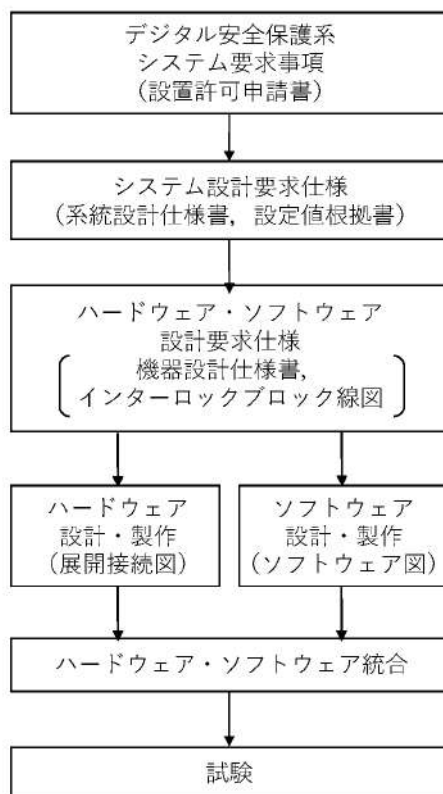 デジタル安全保護系
システム要求事項
（設置許可申請書）
システム設計要求仕様
（系統設計仕様書，設定値根拠書）
ハードウェア・ソフトウェア
設計要求仕様
機器設計仕様書，
インターロックブロック線図
ハードウェア
設計・製作
（展開接続図）
ソフトウェア
設計・製作
（ソフトウェア図）
ハードウェア・ソフトウェア統合
試験